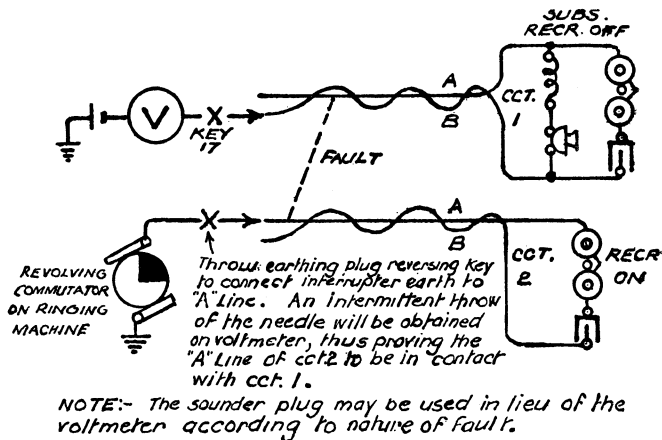 SUBS.
RECR. OFF
A
B
CCT.
1
V
X
KEY
17
FAULT
A
B
X
CCT.
2
RECR
ON
REVOLVING
COMMUTATOR
ON RINGING
MACHINE
Throw earthing plug reversing key
to connect interrupter earth to
"A" Line. An intermittent throw
of the needle will be obtained
on voltmeter, thus proving the
"A" Line of cct2 to be in contact
with cct. 1.
NOTE:- The sounder plug may be used in lieu of the
voltmeter according to nature of fault.